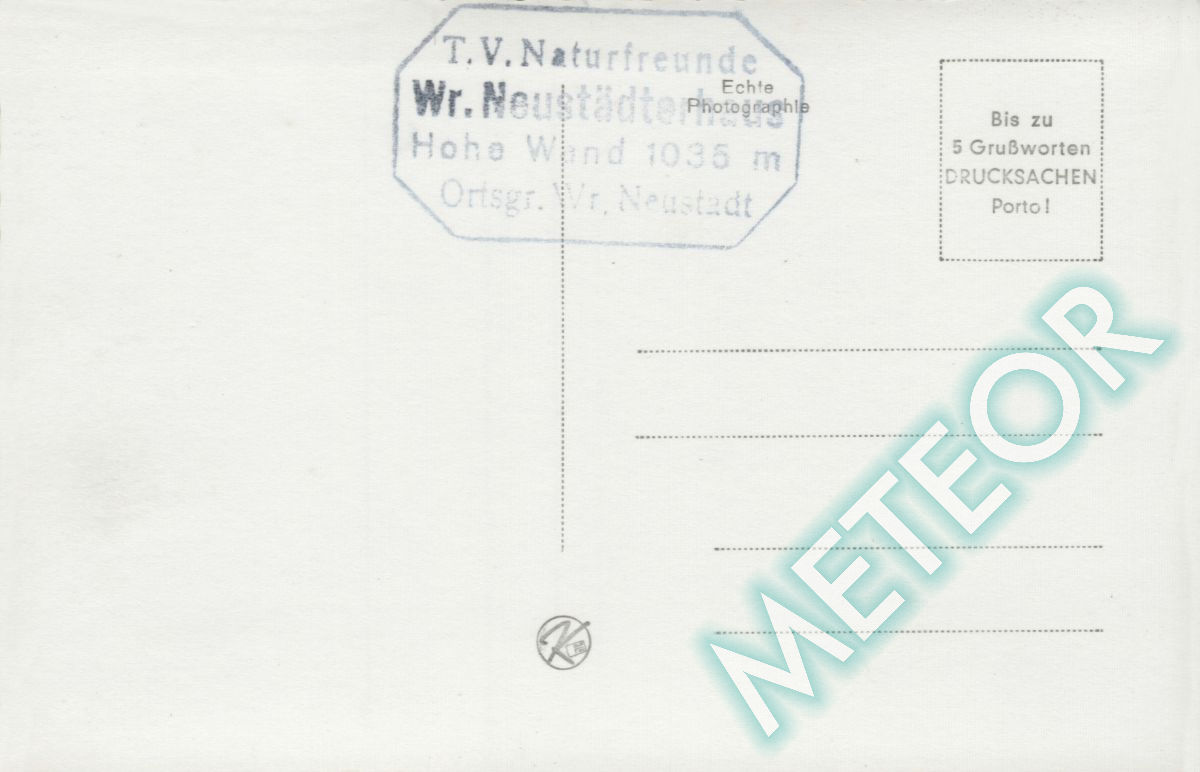 T.V.Naturfreunde
Wr. Neustädterhaus
Hohe Wand 1035 m
Ortsgr. Wr. Neustadt
Echte
Photographie
Bis zu
5 Grußworten
DRUCKSACHEN
Porto!
METEOR
K